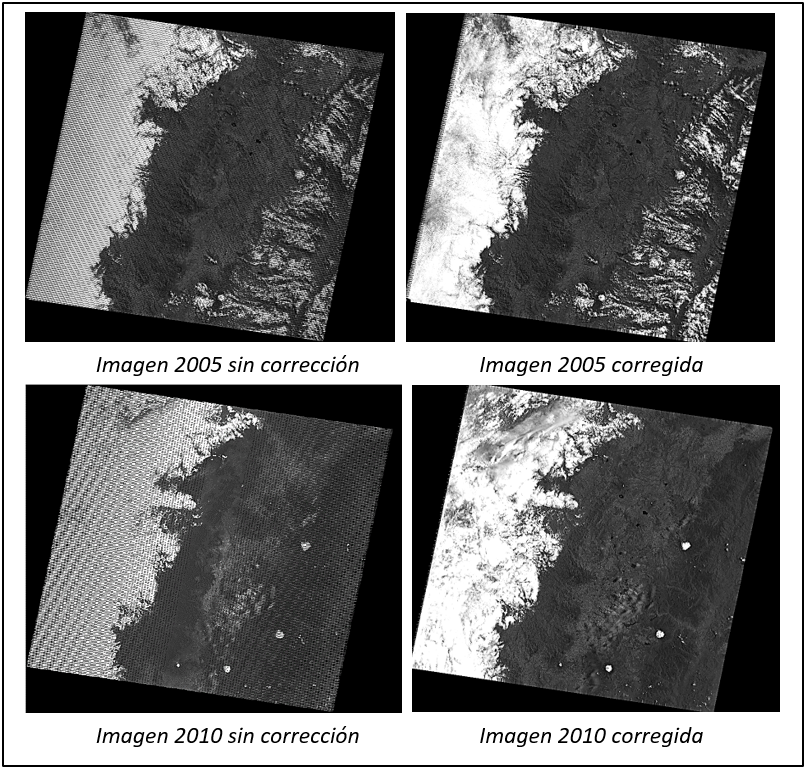 Imagen 2005 sin corrección
Imagen 2005 corregida
Imagen 2010 sin corrección
Imagen 2010 corregida